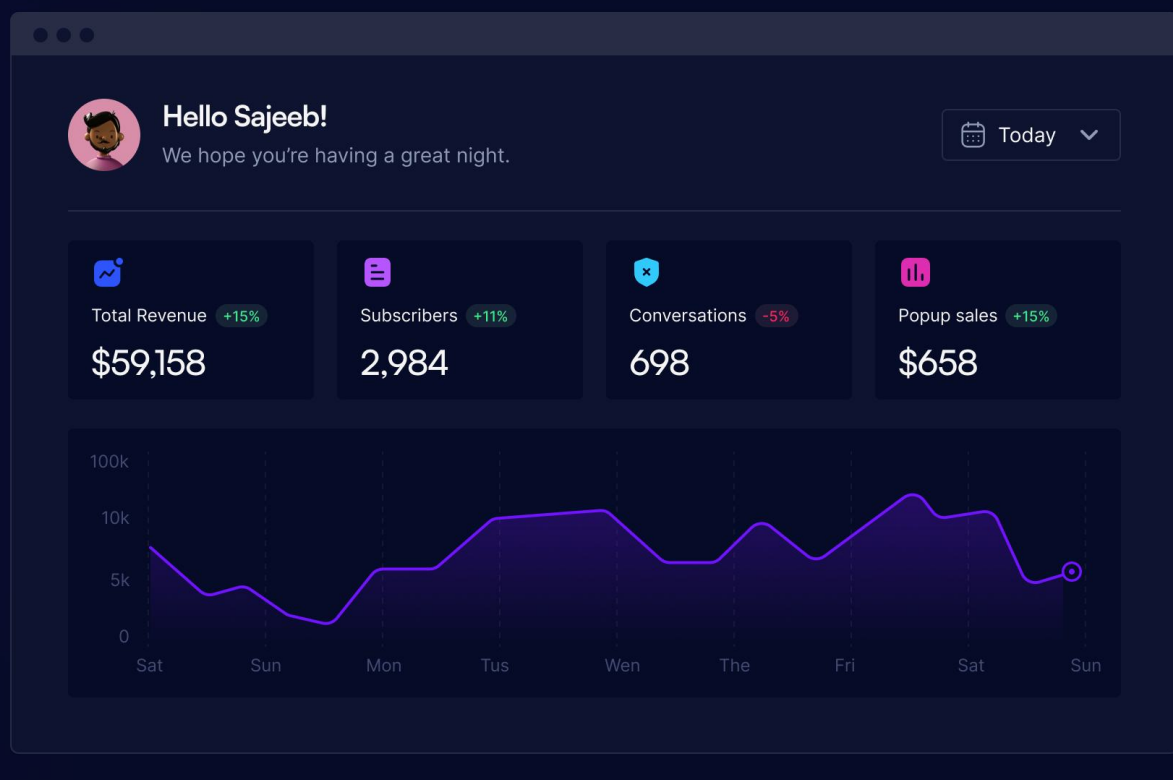 Hello Sajeeb!
We hope you're having a great night.
Today
Total Revenue +15%
$59,158
Subscribers +11%
2,984
Conversations -5%
698
Popup sales +15%
$658
100k
10k
5k
0
Sat Sun Mon Tus Wen The Fri Sat Sun